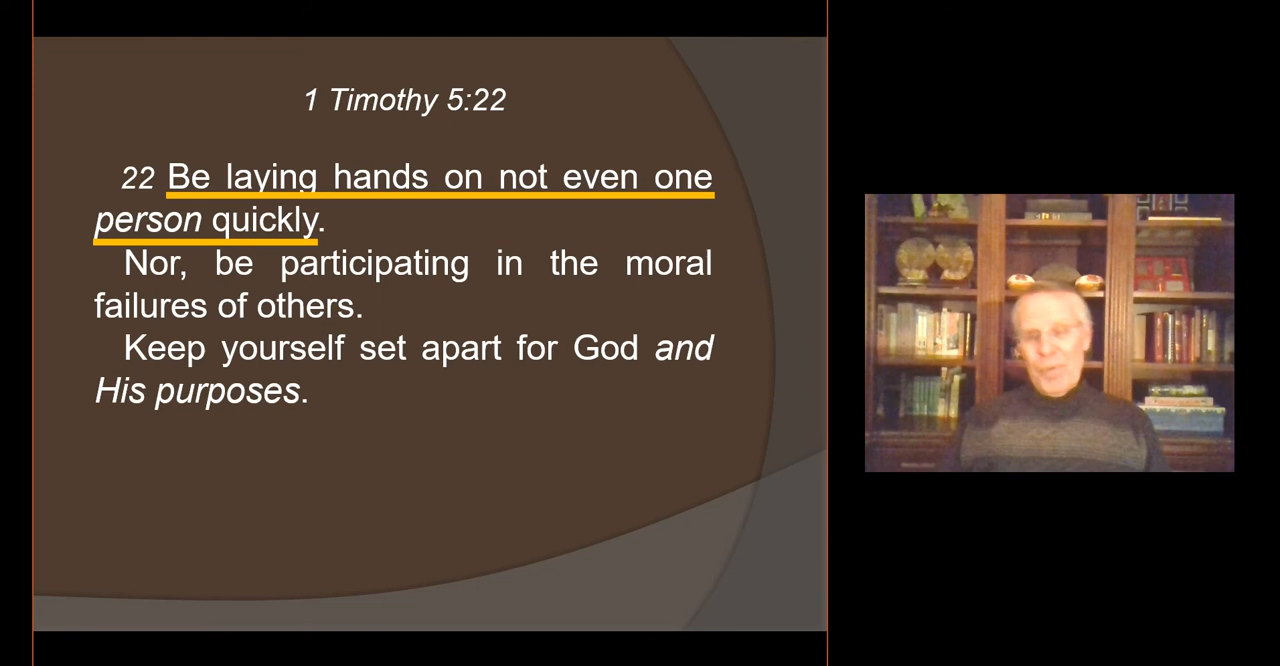 1 Timothy 5:22
22 Be laying hands on not even one
person quickly.
Nor, be participating in the moral
failures of others.
Keep yourself set apart for God and
His purposes.